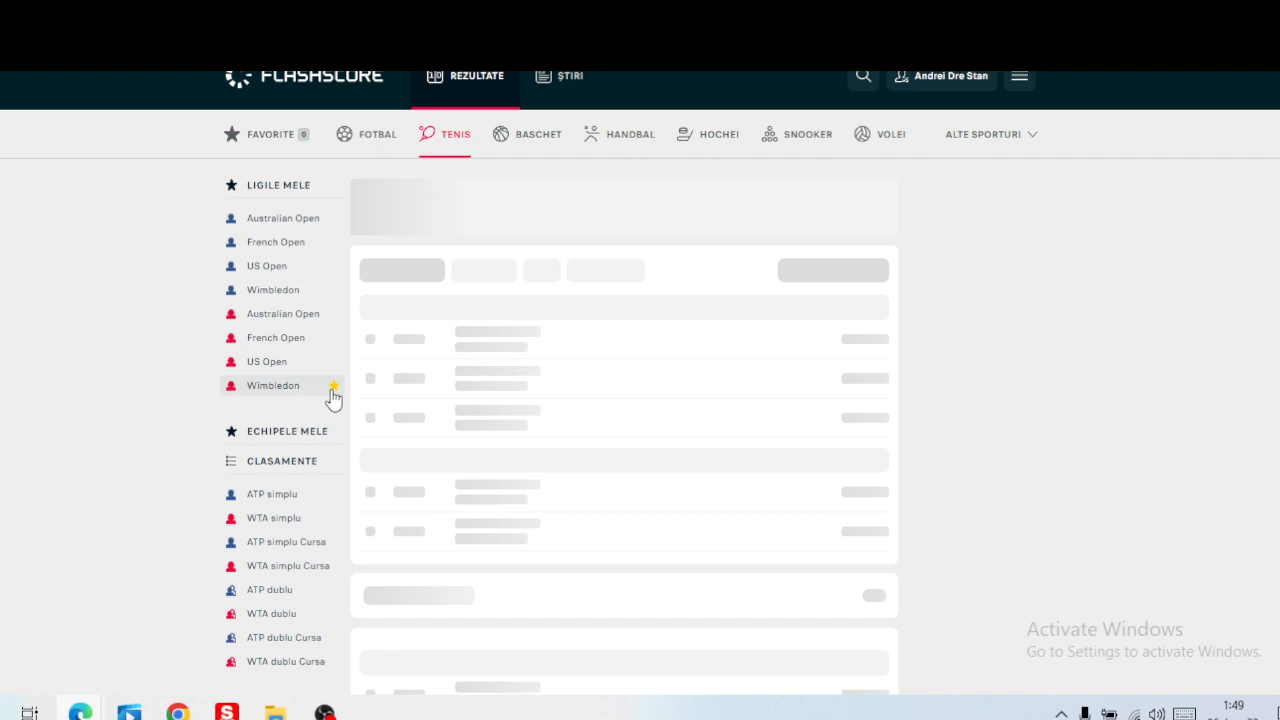 FLASHSCORE
REZULTATE
ȘTIRI
Andrei Dre Stan
FAVORITE 0
FOTBAL
TENIS
BASCHET
HANDBAL
HOCHEI
SNOOKER
VOLEI
ALTE SPORTURI
LIGILE MELE
Australian Open
French Open
US Open
Wimbledon
Australian Open
French Open
US Open
Wimbledon
ECHIPELE MELE
CLASAMENTE
ATP simplu
WTA simplu
ATP simplu Cursa
WTA simplu Cursa
ATP dublu
WTA dublu
ATP dublu Cursa
WTA dublu Cursa
Activate Windows
Go to Settings to activate Windows.
S
1:49